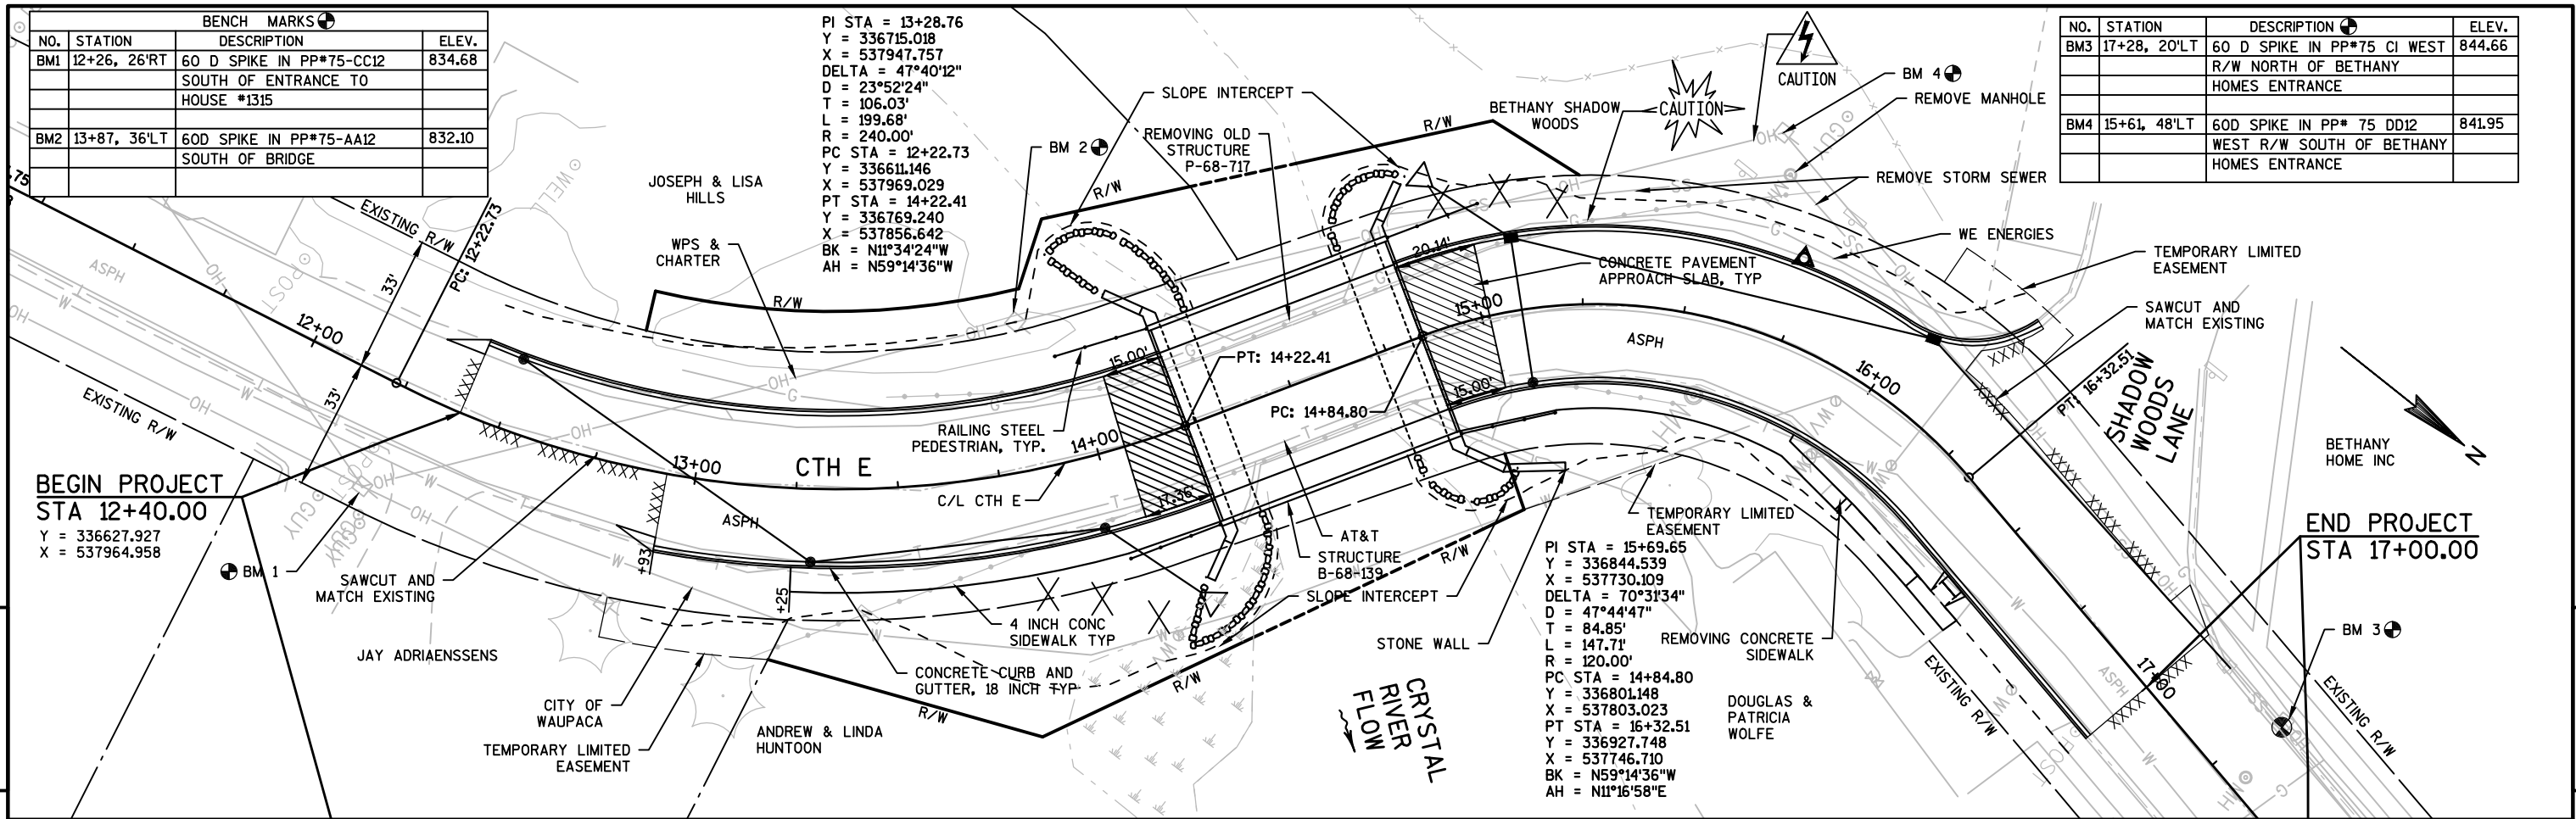 BENCH MARKS
NO. STATION DESCRIPTION ELEV.
BM1 12+26, 26'RT 60 D SPIKE IN PP#75-CC12 834.68
SOUTH OF ENTRANCE TO
HOUSE #1315
BM2 13+87, 36'LT 60D SPIKE IN PP#75-AA12 832.10
SOUTH OF BRIDGE
PI STA = 13+28.76
Y = 336715.018
X = 537947.757
DELTA = 47°40'12"
D = 23°52'24"
T = 106.03'
L = 199.68'
R = 240.00'
PC STA = 12+22.73
Y = 336611.146
X = 537969.029
PT STA = 14+22.41
Y = 336769.240
X = 537856.642
BK = N11°34'24"W
AH = N59°14'36"W
NO. STATION DESCRIPTION ELEV.
BM3 17+28, 20'LT 60 D SPIKE IN PP#75 CI WEST 844.66
R/W NORTH OF BETHANY
HOMES ENTRANCE
BM4 15+61, 48'LT 60D SPIKE IN PP# 75 DD12 841.95
WEST R/W SOUTH OF BETHANY
HOMES ENTRANCE
CAUTION
CAUTION
BM 4
REMOVE MANHOLE
REMOVE STORM SEWER
WE ENERGIES
TEMPORARY LIMITED
EASEMENT
SAWCUT AND
MATCH EXISTING
BETHANY SHADOW
WOODS
SLOPE INTERCEPT
REMOVING OLD
STRUCTURE
P-68-717
BM 2
R/W
R/W
R/W
JOSEPH & LISA
HILLS
WPS &
CHARTER
WELL
EXISTING R/W
PC: 12+22.73
33'
33'
12+00
ASPH
POST
OH
EXISTING R/W
BEGIN PROJECT
STA 12+40.00
Y = 336627.927
X = 537964.958
BM 1
POST
GUY
GUY
SAWCUT AND
MATCH EXISTING
JAY ADRIAENSSENS
+93
+25
13+00
CTH E
ASPH
RAILING STEEL
PEDESTRIAN, TYP.
C/L CTH E
14+00
15.00'
17.36'
PT: 14+22.41
PC: 14+84.80
20.14'
15.00'
15+00
CONCRETE PAVEMENT
APPROACH SLAB, TYP
ASPH
16+00
PT: 16+32.51
SHADOW
WOODS
LANE
BETHANY
HOME INC
N
END PROJECT
STA 17+00.00
BM 3
17+00
ASPH
EXISTING R/W
EXISTING R/W
4 INCH CONC
SIDEWALK TYP
CONCRETE CURB AND
GUTTER, 18 INCH TYP
CITY OF
WAUPACA
TEMPORARY LIMITED
EASEMENT
ANDREW & LINDA
HUNTOON
R/W
R/W
R/W
AT&T
STRUCTURE
B-68-139
SLOPE INTERCEPT
STONE WALL
CRYSTAL
RIVER
FLOW
TEMPORARY LIMITED
EASEMENT
PI STA = 15+69.65
Y = 336844.539
X = 537730.109
DELTA = 70°31'34"
D = 47°44'47"
T = 84.85'
L = 147.71'
R = 120.00'
PC STA = 14+84.80
Y = 336801.148
X = 537803.023
PT STA = 16+32.51
Y = 336927.748
X = 537746.710
BK = N59°14'36"W
AH = N11°16'58"E
REMOVING CONCRETE
SIDEWALK
DOUGLAS &
PATRICIA
WOLFE
POST
MH
MH
GUY